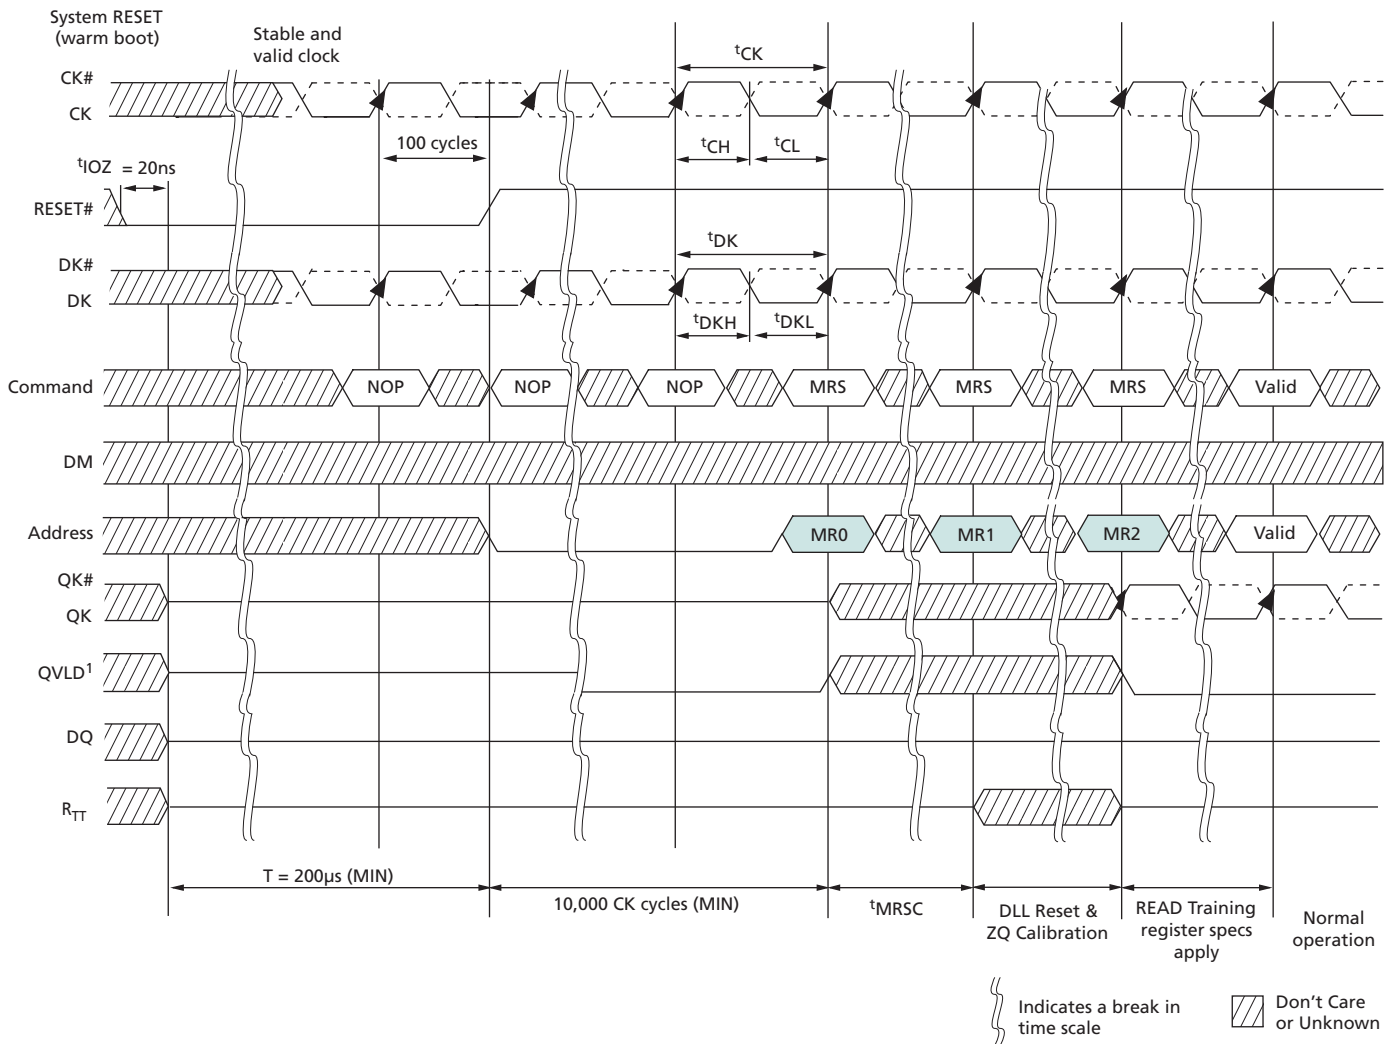 System RESET
(warm boot)
Stable and
valid clock
tCK
CK#
CK
100 cycles
tCH
tCL
tIOZ = 20ns
RESET#
tDK
DK#
DK
tDKH
tDKL
Command
NOP
NOP
NOP
MRS
MRS
MRS
Valid
DM
Address
MR0
MR1
MR2
Valid
QK#
QK
QVLD1
DQ
RTT
T = 200µs (MIN)
10,000 CK cycles (MIN)
tMRSC
DLL Reset &
ZQ Calibration
READ Training
register specs
apply
Normal
operation
Indicates a break in
time scale
Don't Care
or Unknown